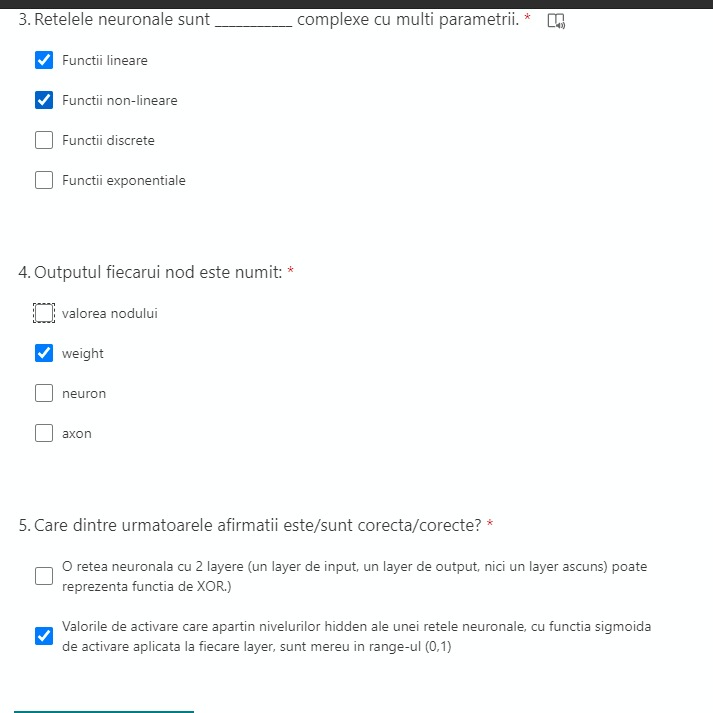 3. Retelele neuronale sunt ___________ complexe cu multi parametrii. *
Functii lineare
Functii non-lineare
Functii discrete
Functii exponentiale
4. Outputul fiecarui nod este numit: *
valorea nodului
weight
neuron
axon
5. Care dintre urmatoarele afirmatii este/sunt corecta/corecte? *
O retea neuronala cu 2 layere (un layer de input, un layer de output, nici un layer ascuns) poate
reprezenta functia de XOR.)
Valorile de activare care apartin nivelurilor hidden ale unei retele neuronale, cu functia sigmoida
de activare aplicata la fiecare layer, sunt mereu in range-ul (0,1)